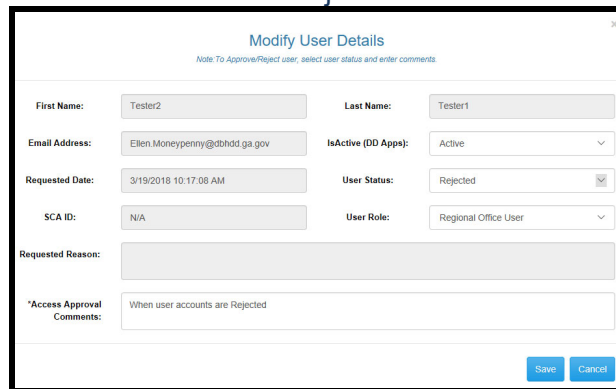 Modify User Details
Note:To Approve/Reject user, select user status and enter comments.
First Name: Tester2 Last Name: Tester1
Email Address: Ellen.Moneypenny@dbhdd.ga.gov IsActive (DD Apps): Active
Requested Date: 3/19/2018 10:17:08 AM User Status: Rejected
SCA ID: N/A User Role: Regional Office User
Requested Reason:
*Access Approval When user accounts are Rejected
Comments:
Save Cancel